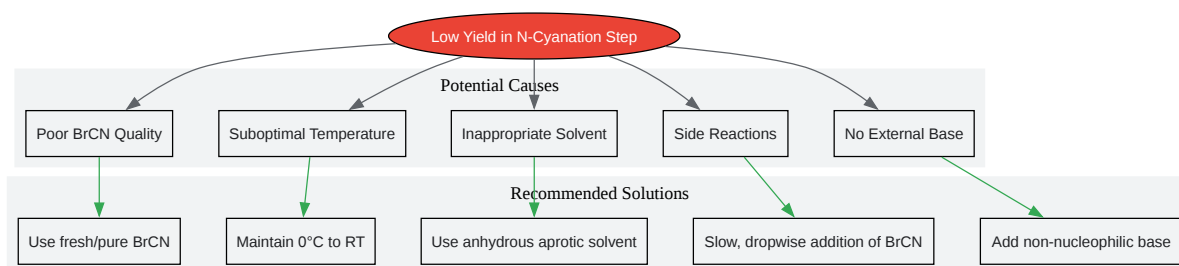 Low Yield in N-Cyanation Step
Potential Causes
Poor BrCN Quality
Suboptimal Temperature
Inappropriate Solvent
Side Reactions
No External Base
Recommended Solutions
Use fresh/pure BrCN
Maintain 0°C to RT
Use anhydrous aprotic solvent
Slow, dropwise addition of BrCN
Add non-nucleophilic base